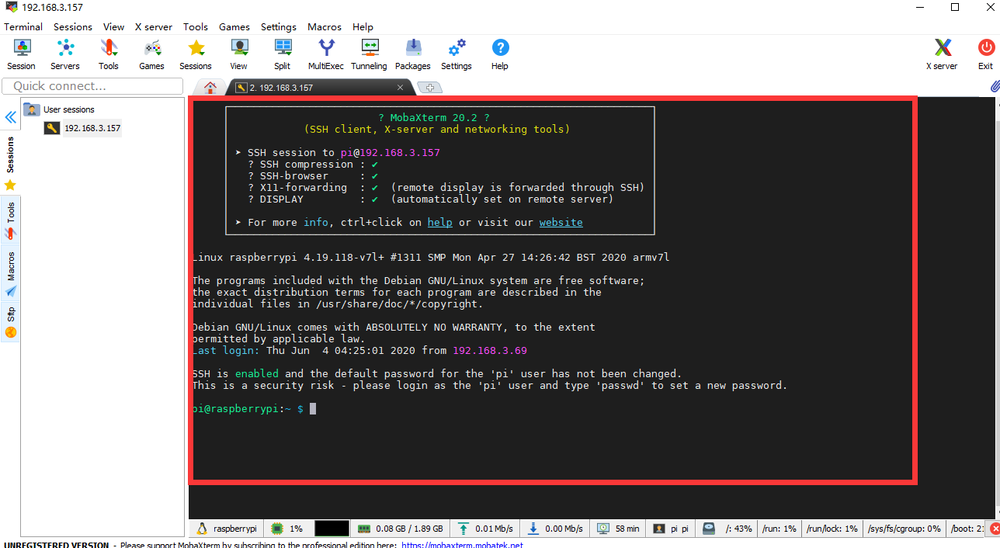 192.168.3.157
Terminal Sessions View X server Tools Games Settings Macros Help
Session Servers Tools Games Sessions View Split MultiExec Tunneling Packages Settings Help X server Exit
Quick connect...
2. 192.168.3.157
User sessions
192.168.3.157
Sessions
Tools
Macros
Sftp
? MobaXterm 20.2 ?
(SSH client, X-server and networking tools)
➤ SSH session to pi@192.168.3.157
? SSH compression : ✔
? SSH-browser : ✔
? X11-forwarding : ✔ (remote display is forwarded through SSH)
? DISPLAY : ✔ (automatically set on remote server)
➤ For more info, ctrl+click on help or visit our website
Linux raspberrypi 4.19.118-v7l+ #1311 SMP Mon Apr 27 14:26:42 BST 2020 armv7l
The programs included with the Debian GNU/Linux system are free software;
the exact distribution terms for each program are described in the
individual files in /usr/share/doc/*/copyright.
Debian GNU/Linux comes with ABSOLUTELY NO WARRANTY, to the extent
permitted by applicable law.
Last login: Thu Jun  4 04:25:01 2020 from 192.168.3.69
SSH is enabled and the default password for the 'pi' user has not been changed.
This is a security risk - please login as the 'pi' user and type 'passwd' to set a new password.
pi@raspberrypi:~ $
raspberrypi 1% 0.08 GB / 1.89 GB 0.01 Mb/s 0.00 Mb/s 58 min pi pi /: 43% /run: 1% /run/lock: 1% /sys/fs/cgroup: 0% /boot: 21
UNREGISTERED VERSION - Please support MobaXterm by subscribing to the professional edition here: https://mobaxterm.mobatek.net